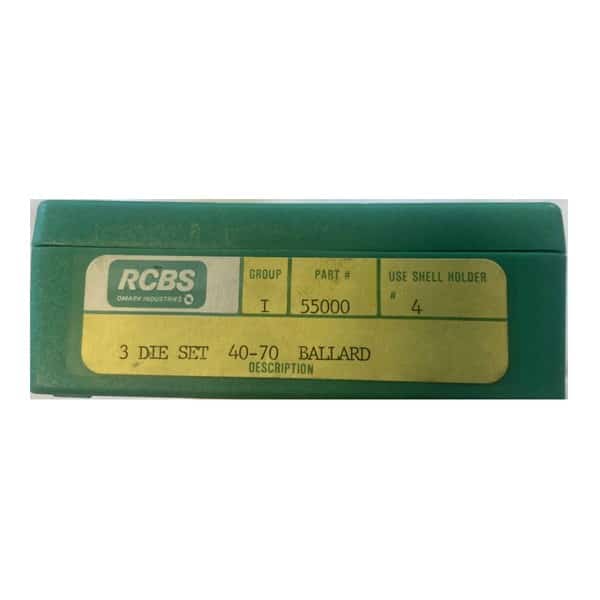 RCBS
OMARK INDUSTRIES
GROUP
I
PART #
55000
USE SHELL HOLDER
# 4
3 DIE SET 40-70 BALLARD
DESCRIPTION